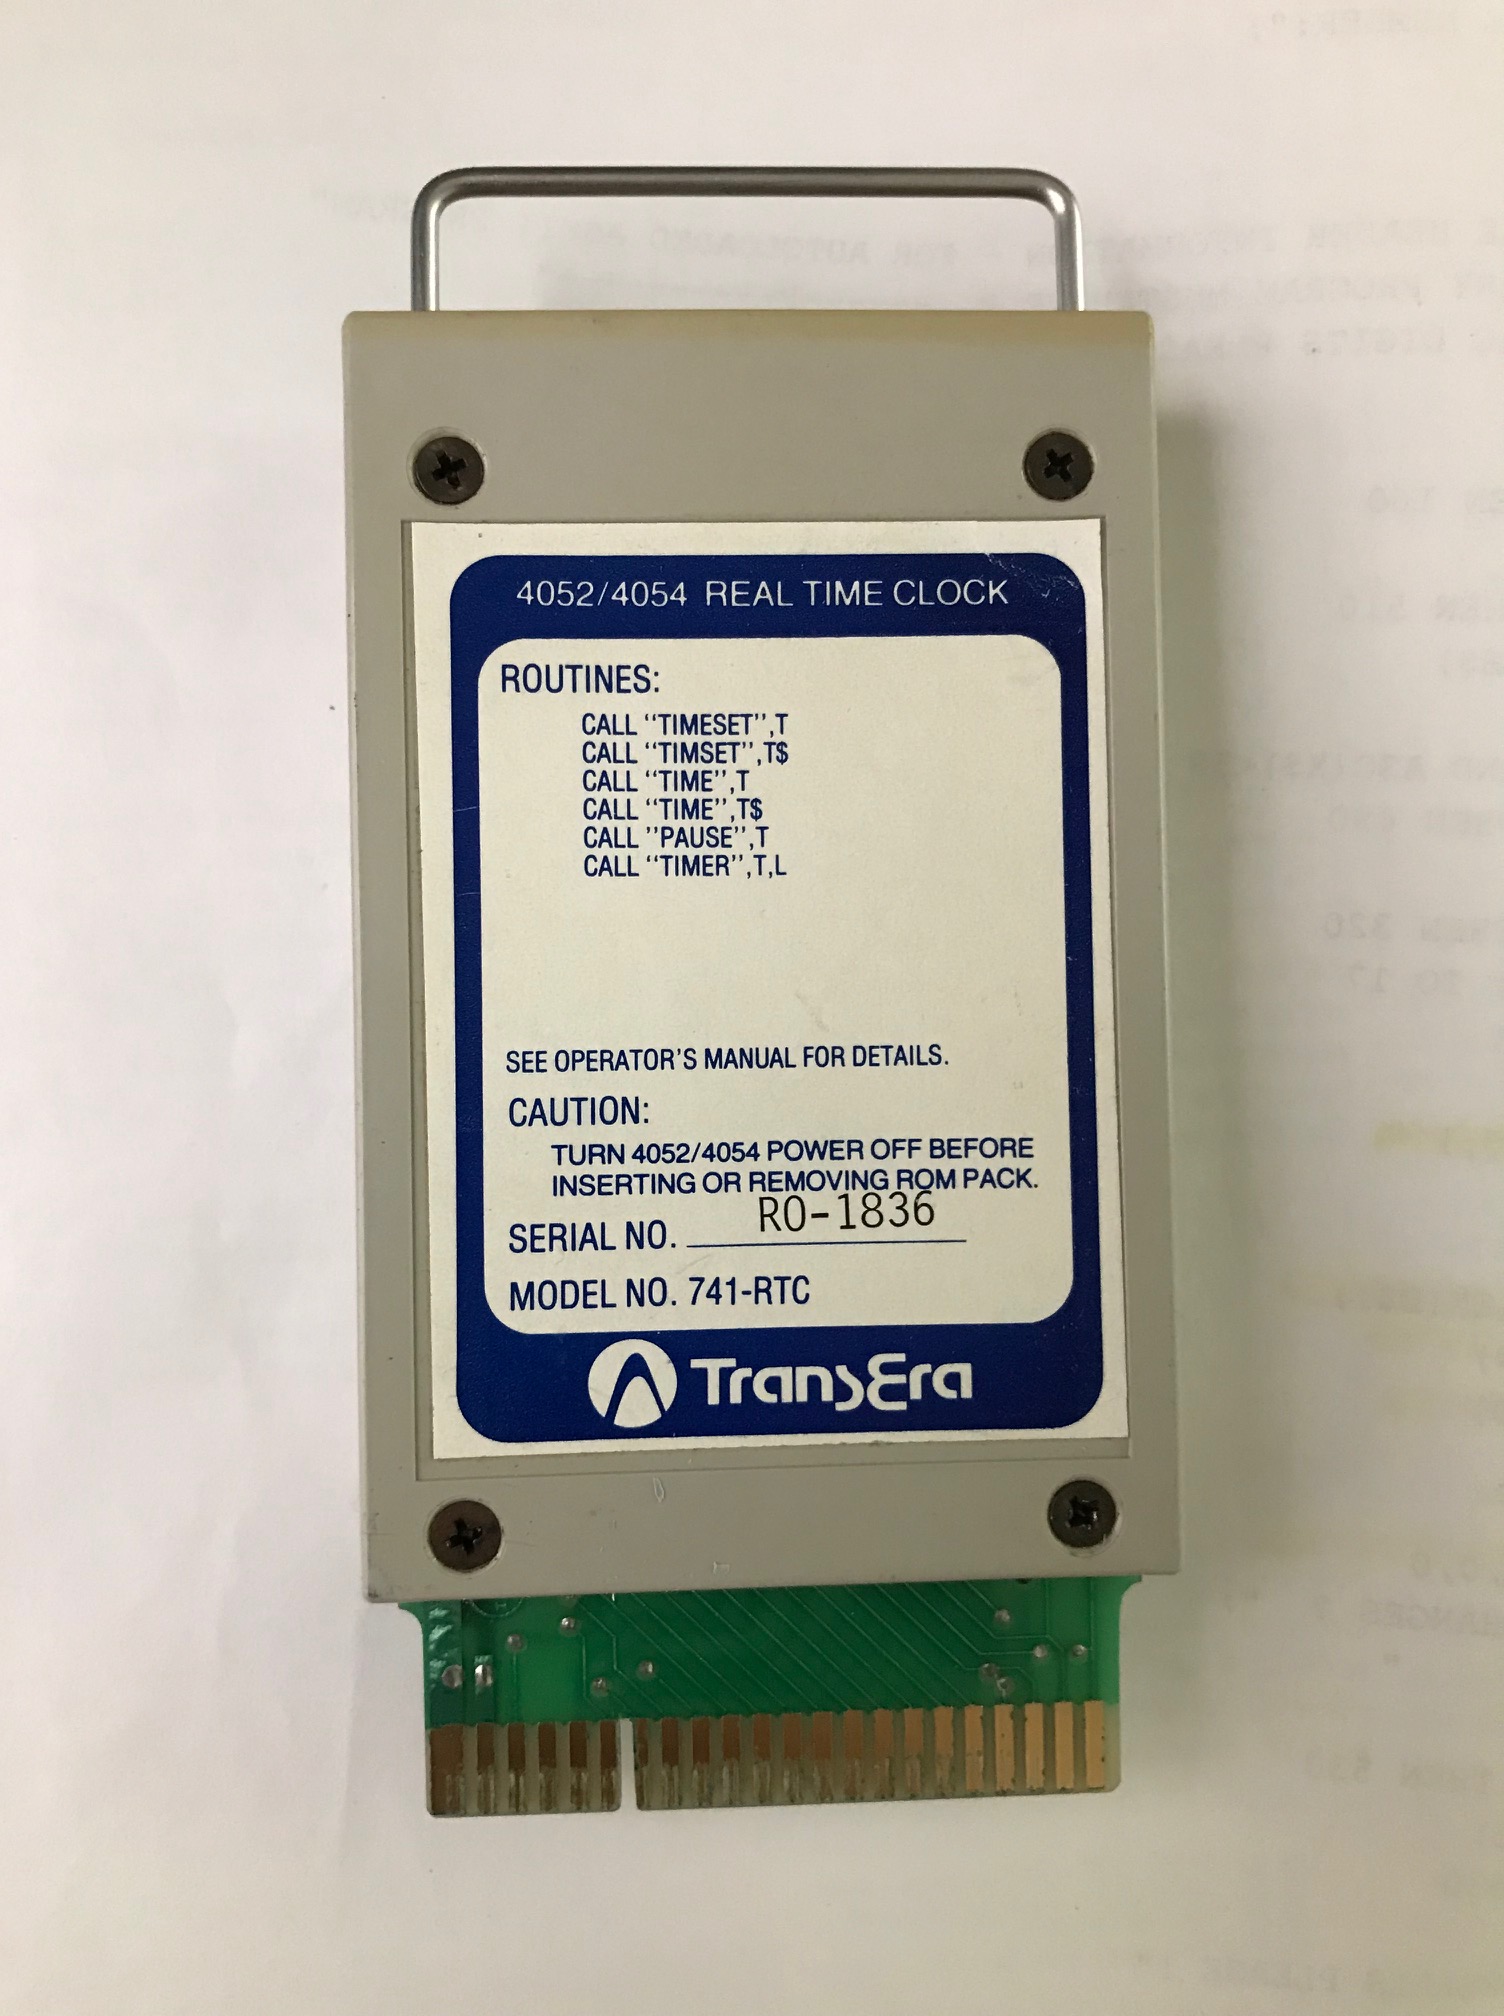 4052/4054 REAL TIME CLOCK
ROUTINES:
CALL “TIMESET”,T
CALL “TIMSET”,T$
CALL “TIME”,T
CALL “TIME”,T$
CALL ”PAUSE”,T
CALL “TIMER”,T,L
SEE OPERATOR'S MANUAL FOR DETAILS.
CAUTION:
TURN 4052/4054 POWER OFF BEFORE
INSERTING OR REMOVING ROM PACK.
SERIAL NO. RO-1836
MODEL NO. 741-RTC
TransEra